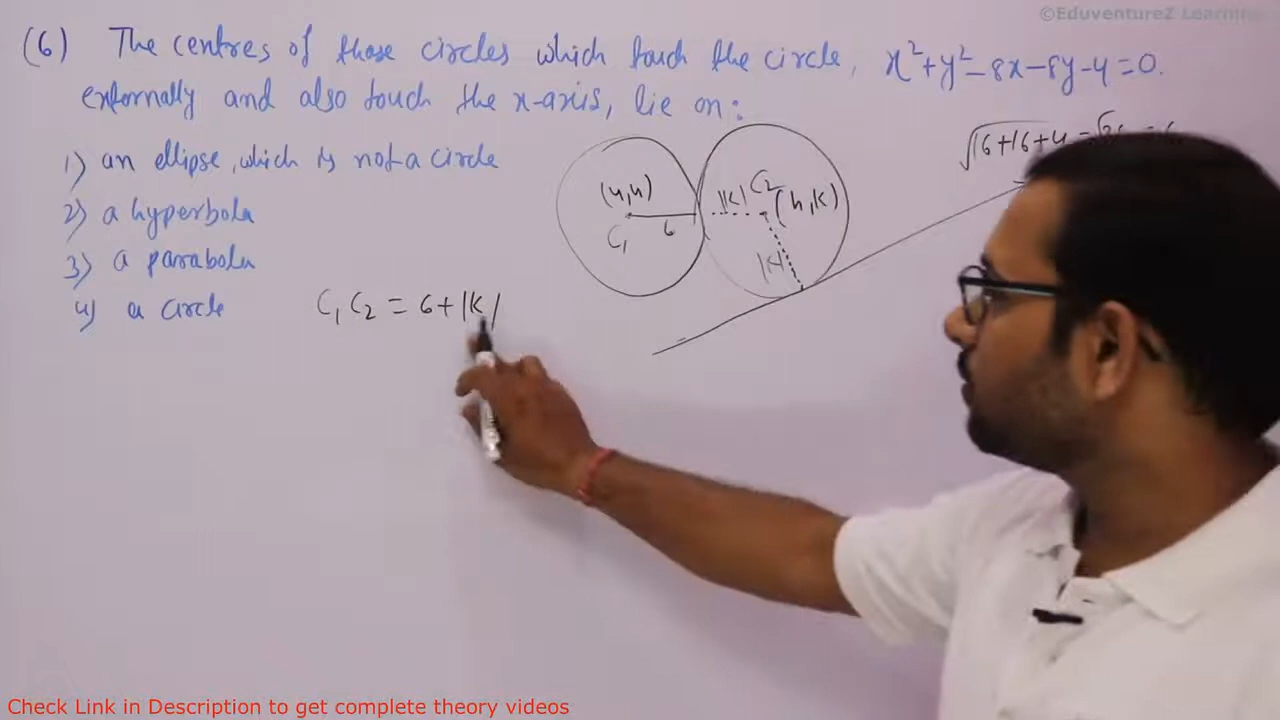 ©EduventureZ Learning
(6) The centres of those circles which touch the circle, x²+y²-8x-8y-4=0.
externally and also touch the x-axis, lie on:
1) an ellipse, which is not a circle
2) a hyperbola
3) a parabola
4) a circle
√16+16+4 = √36 = 6
(4,4)
C₁
6
|K|
C₂
(h,K)
|K|
C₁C₂ = 6+|K|
Check Link in Description to get complete theory videos